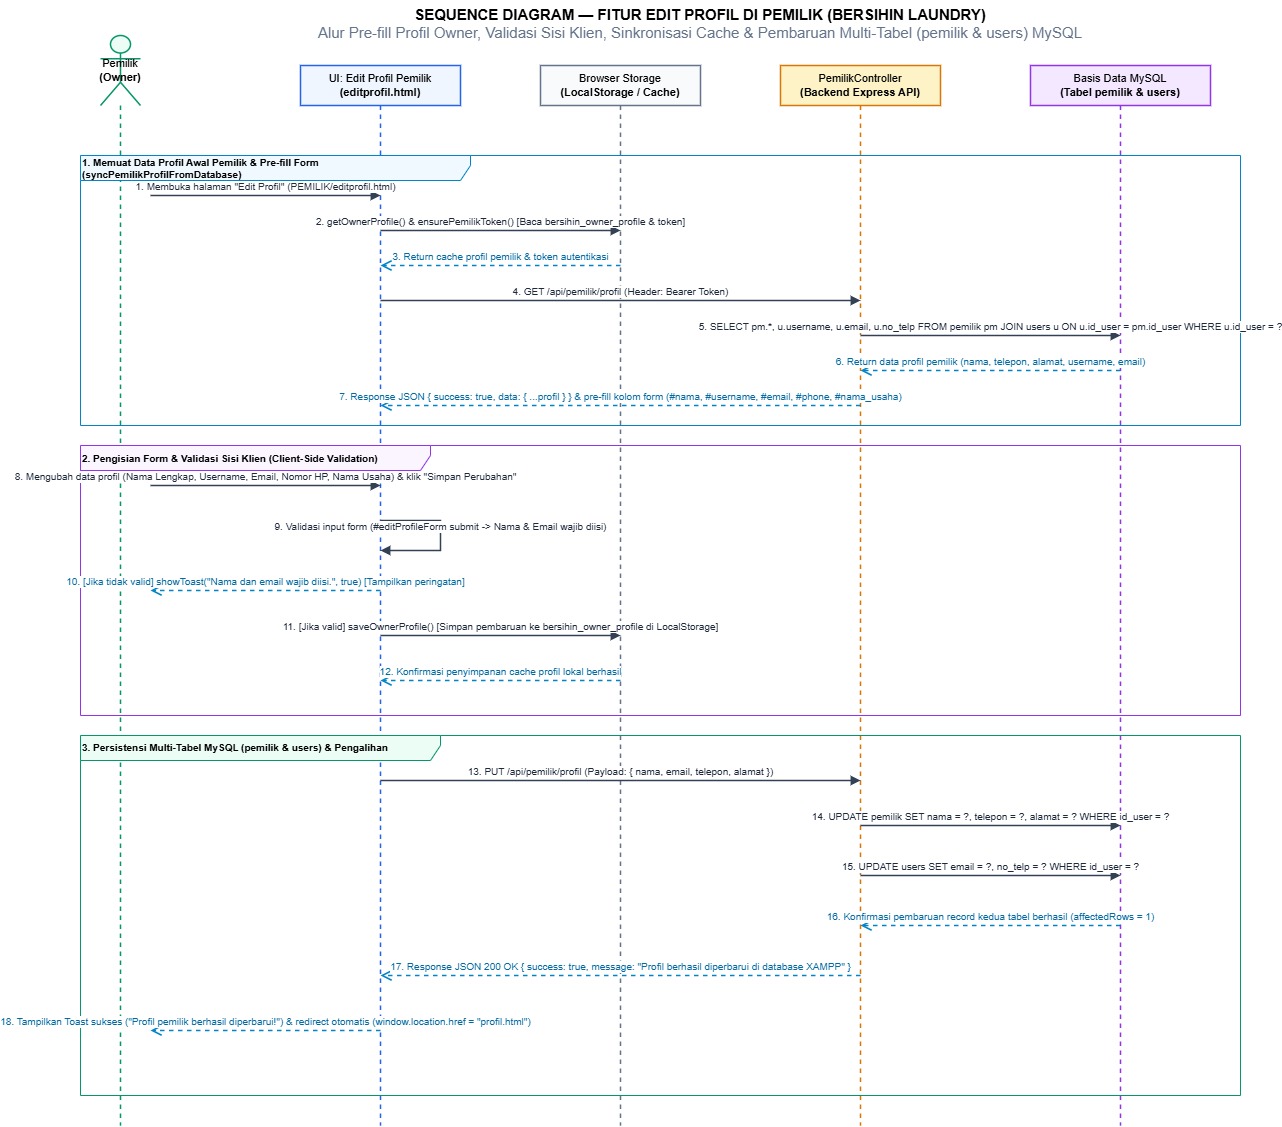 SEQUENCE DIAGRAM — FITUR EDIT PROFIL DI PEMILIK (BERSIHIN LAUNDRY)
Alur Pre-fill Profil Owner, Validasi Sisi Klien, Sinkronisasi Cache & Pembaruan Multi-Tabel (pemilik & users) MySQL
Pemilik
(Owner)
UI: Edit Profil Pemilik
(editprofil.html)
Browser Storage
(LocalStorage / Cache)
PemilikController
(Backend Express API)
Basis Data MySQL
(Tabel pemilik & users)
1. Memuat Data Profil Awal Pemilik & Pre-fill Form
(syncPemilikProfilFromDatabase)
1. Membuka halaman "Edit Profil" (PEMILIK/editprofil.html)
2. getOwnerProfile() & ensurePemilikToken() [Baca bersihin_owner_profile & token]
3. Return cache profil pemilik & token autentikasi
4. GET /api/pemilik/profil (Header: Bearer Token)
5. SELECT pm.*, u.username, u.email, u.no_telp FROM pemilik pm JOIN users u ON u.id_user = pm.id_user WHERE u.id_user = ?
6. Return data profil pemilik (nama, telepon, alamat, username, email)
7. Response JSON { success: true, data: { ...profil } } & pre-fill kolom form (#nama, #username, #email, #phone, #nama_usaha)
2. Pengisian Form & Validasi Sisi Klien (Client-Side Validation)
8. Mengubah data profil (Nama Lengkap, Username, Email, Nomor HP, Nama Usaha) & klik "Simpan Perubahan"
9. Validasi input form (#editProfileForm submit -> Nama & Email wajib diisi)
10. [Jika tidak valid] showToast("Nama dan email wajib diisi.", true) [Tampilkan peringatan]
11. [Jika valid] saveOwnerProfile() [Simpan pembaruan ke bersihin_owner_profile di LocalStorage]
12. Konfirmasi penyimpanan cache profil lokal berhasil
3. Persistensi Multi-Tabel MySQL (pemilik & users) & Pengalihan
13. PUT /api/pemilik/profil (Payload: { nama, email, telepon, alamat })
14. UPDATE pemilik SET nama = ?, telepon = ?, alamat = ? WHERE id_user = ?
15. UPDATE users SET email = ?, no_telp = ? WHERE id_user = ?
16. Konfirmasi pembaruan record kedua tabel berhasil (affectedRows = 1)
17. Response JSON 200 OK { success: true, message: "Profil berhasil diperbarui di database XAMPP" }
18. Tampilkan Toast sukses ("Profil pemilik berhasil diperbarui!") & redirect otomatis (window.location.href = "profil.html")